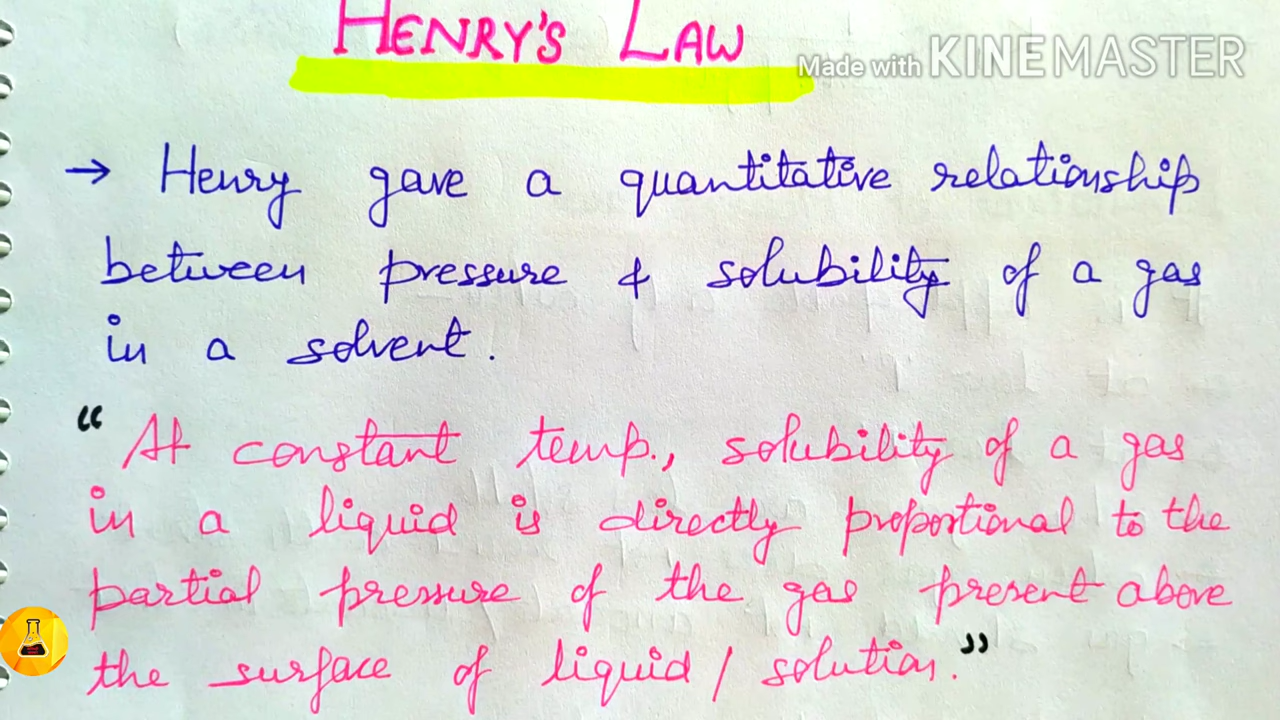 HENRY'S LAW
Made with KINEMASTER
→ Henry gave a quantitative relationship
between pressure & solubility of a gas
in a solvent.
“ At constant temp., solubility of a gas
in a liquid is directly proportional to the
partial pressure of the gas present above
the surface of liquid / solution.”